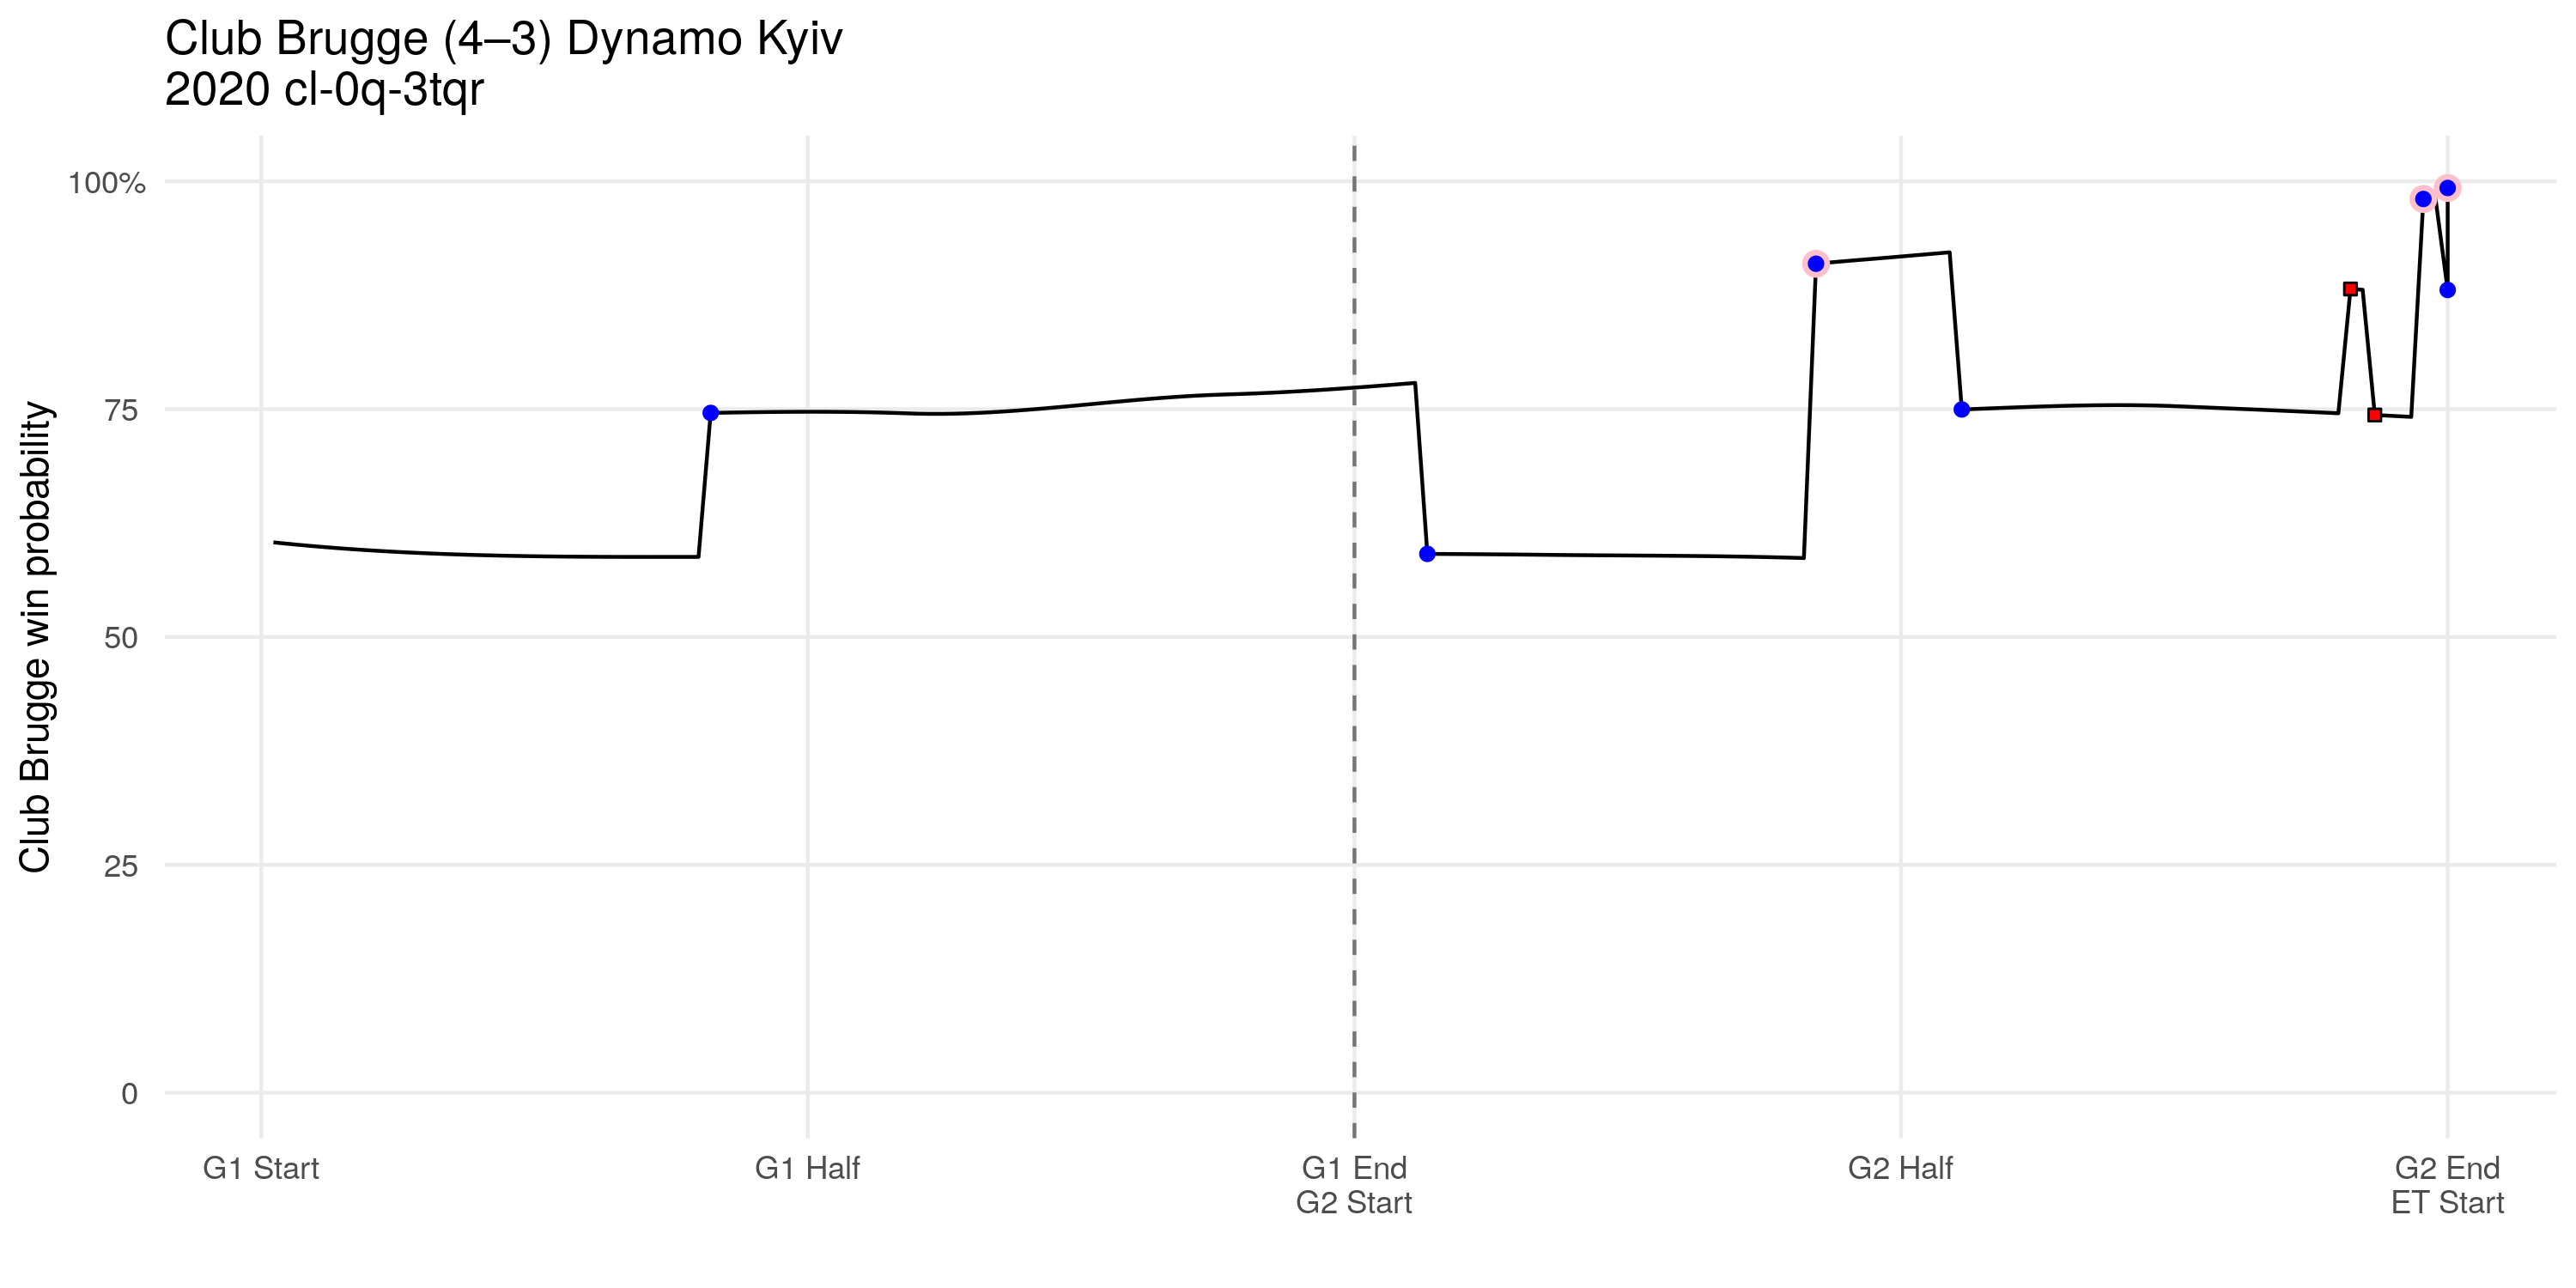 Club Brugge (4–3) Dynamo Kyiv
2020 cl-0q-3tqr
Club Brugge win probability
100%
75
50
25
0
G1 Start
G1 Half
G1 End
G2 Start
G2 Half
G2 End
ET Start